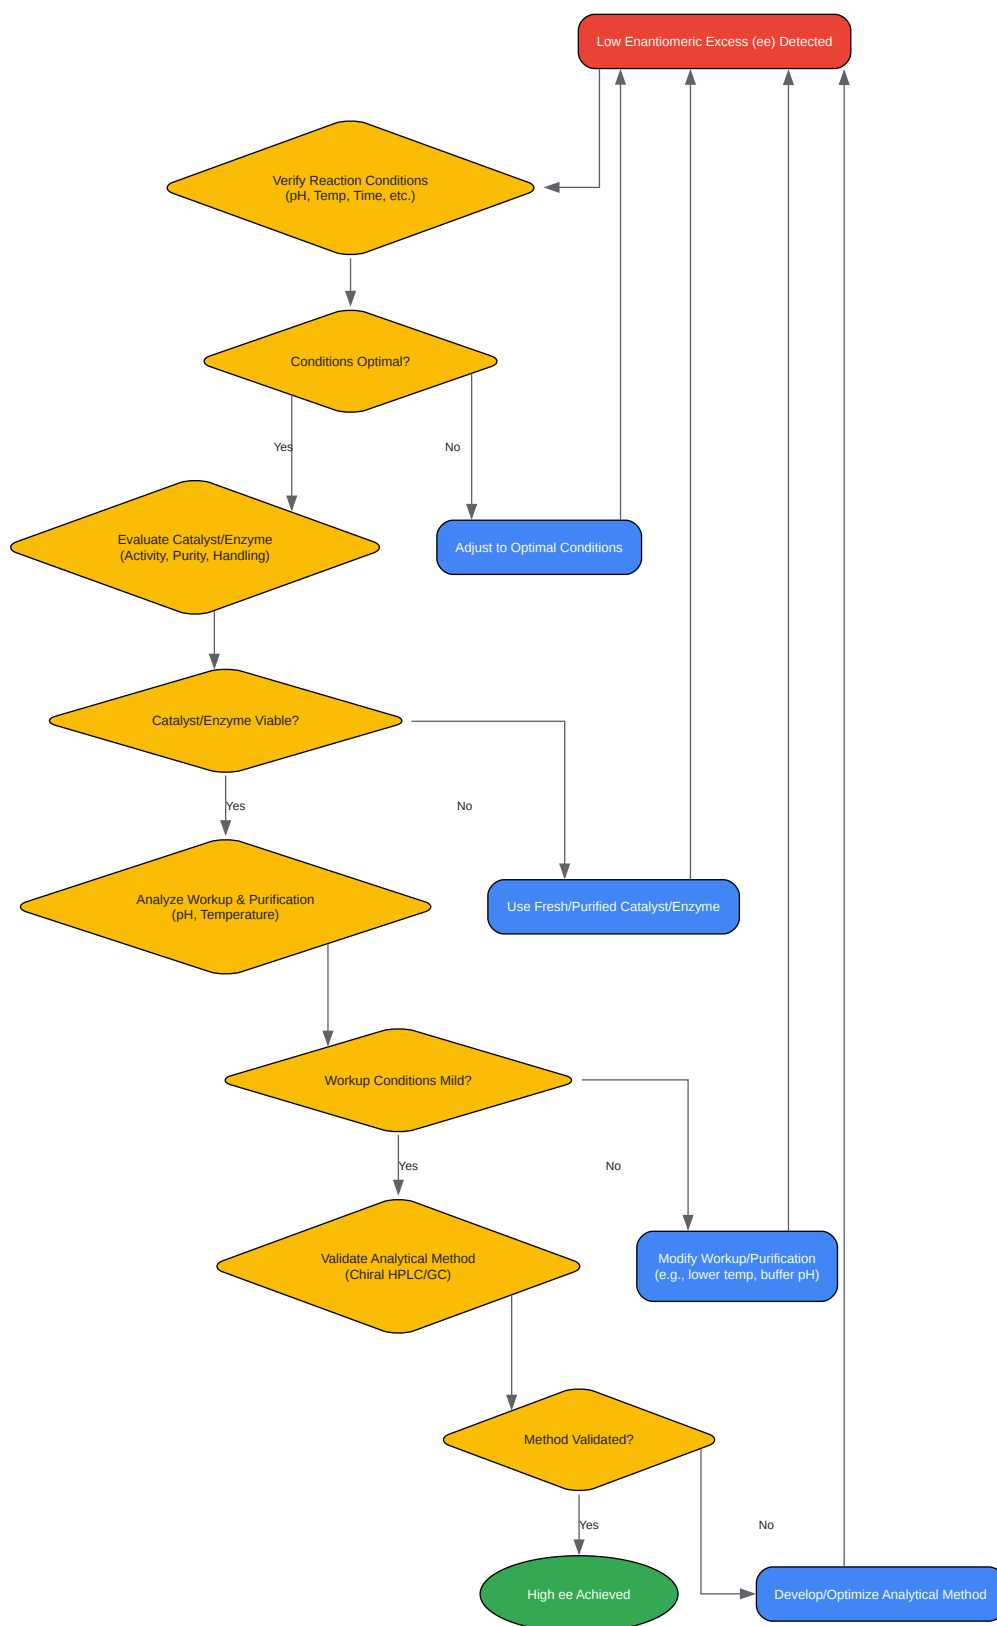 Low Enantiomeric Excess (ee) Detected
Verify Reaction Conditions
(pH, Temp, Time, etc.)
Conditions Optimal?
Yes
No
Evaluate Catalyst/Enzyme
(Activity, Purity, Handling)
Adjust to Optimal Conditions
Catalyst/Enzyme Viable?
Yes
No
Analyze Workup & Purification
(pH, Temperature)
Use Fresh/Purified Catalyst/Enzyme
Workup Conditions Mild?
Yes
No
Validate Analytical Method
(Chiral HPLC/GC)
Modify Workup/Purification
(e.g., lower temp, buffer pH)
Method Validated?
Yes
No
High ee Achieved
Develop/Optimize Analytical Method